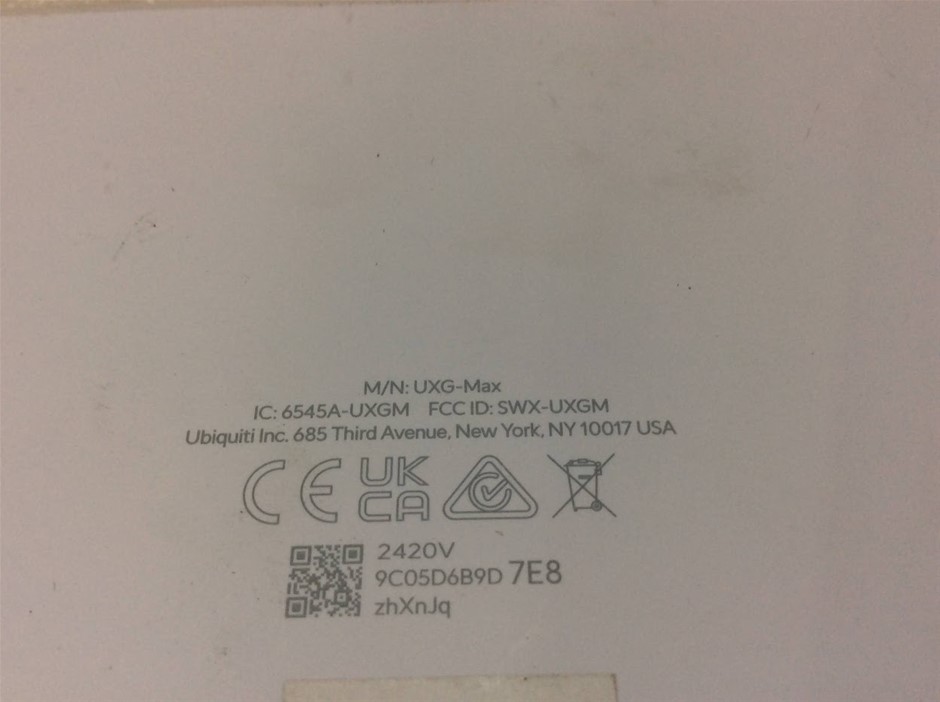 M/N: UXG-Max
IC: 6545A-UXGM FCC ID: SWX-UXGM
Ubiquiti Inc. 685 Third Avenue, New York, NY 10017 USA
CE UK CA
2420V
9C05D6B9D 7E8
zhXnJq